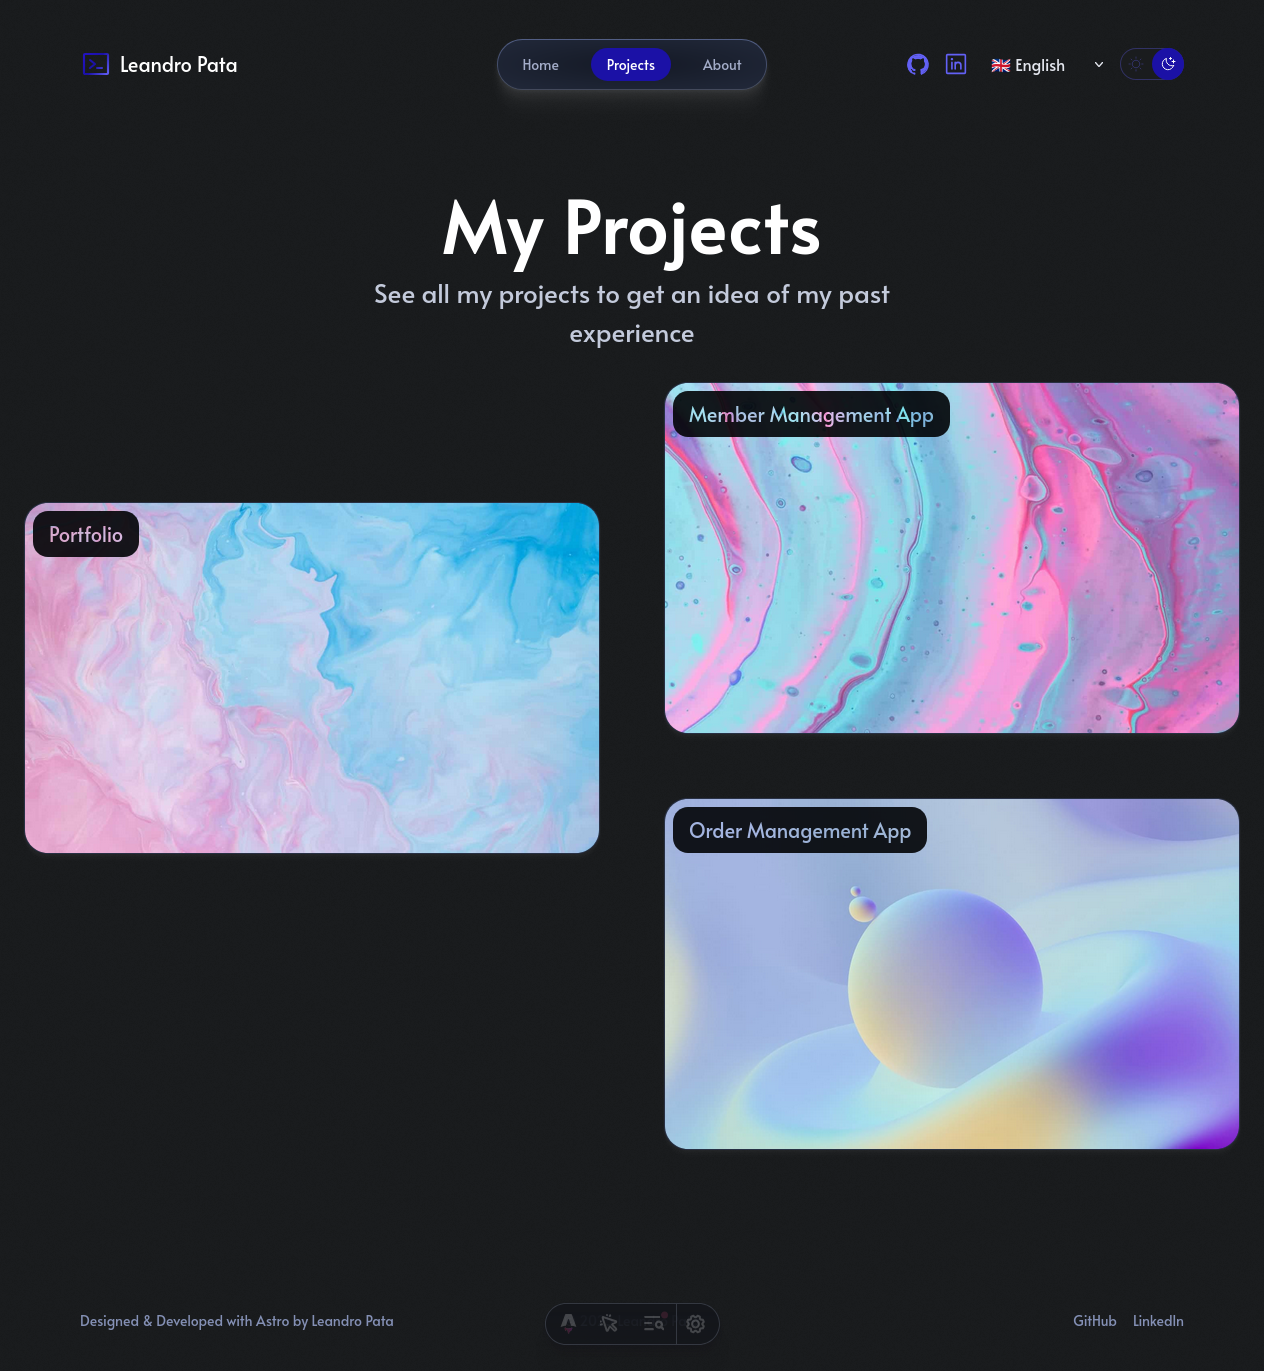 Leandro Pata
Home
Projects
About
English
My Projects
See all my projects to get an idea of my past
experience
Member Management App
Portfolio
Order Management App
Designed & Developed with Astro by Leandro Pata
GitHub
LinkedIn